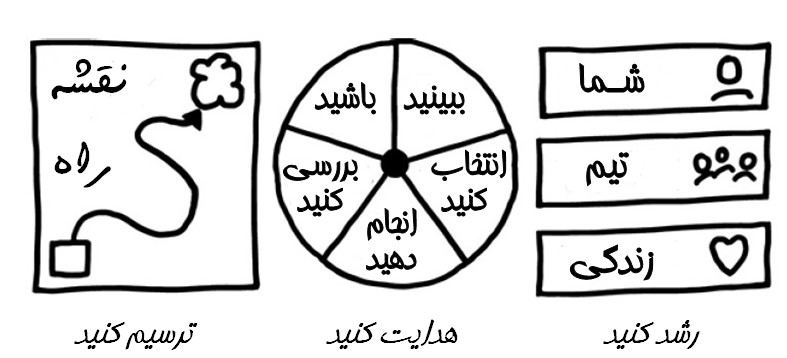 نقشه
راه
ترسیم کنید
ببینید
انتخاب
کنید
انجام
دهید
بررسی
کنید
باشید
هدایت کنید
شما
تیم
زندگی
رشد کنید